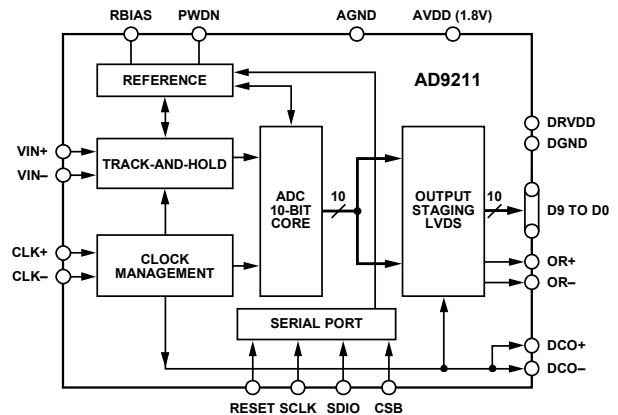 RBIAS PWDN AGND AVDD (1.8V)
REFERENCE
AD9211
DRVDD
DGND
VIN+
VIN–
TRACK-AND-HOLD
ADC
10-BIT
CORE
10
OUTPUT
STAGING
LVDS
10
D9 TO D0
CLK+
CLK–
CLOCK
MANAGEMENT
OR+
OR–
SERIAL PORT
DCO+
DCO–
RESET SCLK SDIO CSB